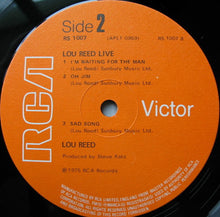 Side 2
RS 1007 (APL1-0959) RS 1007 B
LOU REED LIVE
1 I'M WAITING FOR THE MAN
(Lou Reed) Sunbury Music Ltd.
2 OH JIM
(Lou Reed) Sunbury Music Ltd.
3 SAD SONG
(Lou Reed) Sunbury Music Ltd.
RCA
Victor
LOU REED
Produced by Steve Katz
℗ 1975 RCA Records